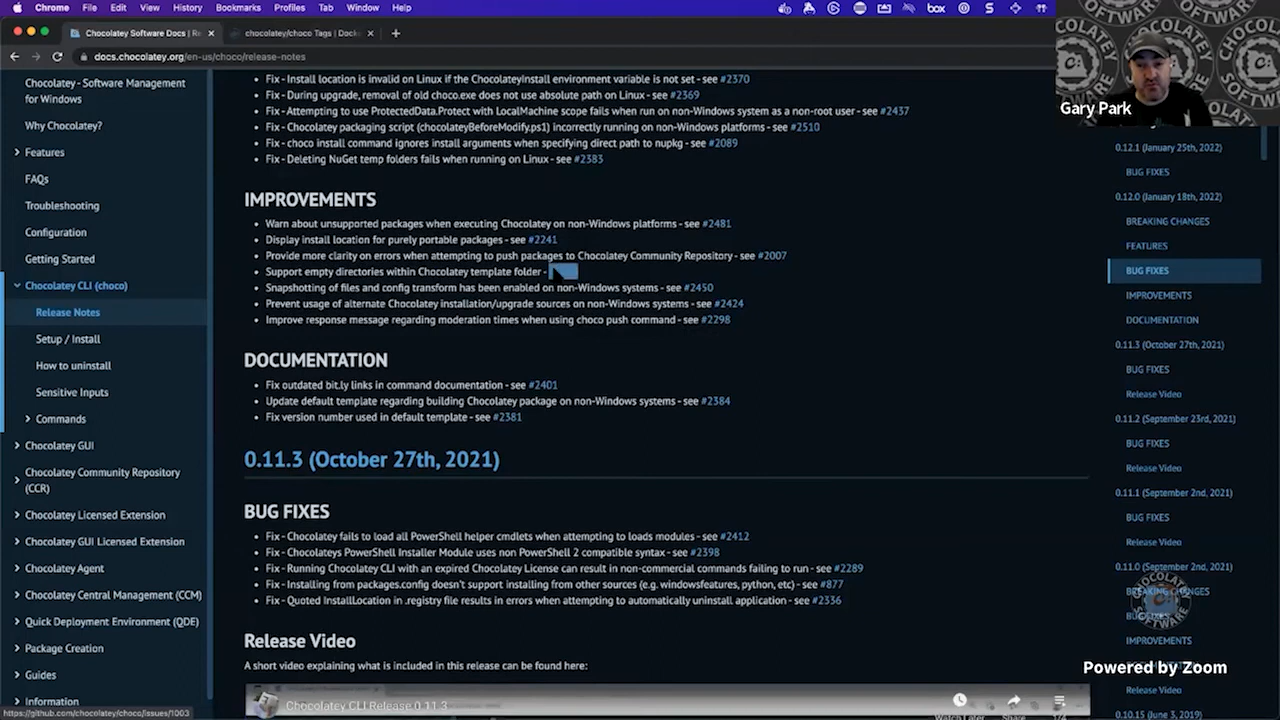 Chrome File Edit View History Bookmarks Profiles Tab Window Help
box
Chocolatey Software Docs | Re
chocolatey/choco Tags | Dock
docs.chocolatey.org/en-us/choco/release-notes
Gary Park
Chocolatey - Software Management
for Windows
Why Chocolatey?
Features
FAQs
Troubleshooting
Configuration
Getting Started
Chocolatey CLI (choco)
Release Notes
Setup / Install
How to uninstall
Sensitive Inputs
Commands
Chocolatey GUI
Chocolatey Community Repository
(CCR)
Chocolatey Licensed Extension
Chocolatey GUI Licensed Extension
Chocolatey Agent
Chocolatey Central Management (CCM)
Quick Deployment Environment (QDE)
Package Creation
Guides
Information
https://github.com/chocolatey/choco/issues/1003
Fix - Install location is invalid on Linux if the ChocolateyInstall environment variable is not set - see #2370
Fix - During upgrade, removal of old choco.exe does not use absolute path on Linux - see #2369
Fix - Attempting to use ProtectedData.Protect with LocalMachine scope fails when run on non-Windows system as a non-root user - see #2437
Fix - Chocolatey packaging script (chocolateyBeforeModify.ps1) incorrectly running on non-Windows platforms - see #2510
Fix - choco install command ignores install arguments when specifying direct path to nupkg - see #2089
Fix - Deleting NuGet temp folders fails when running on Linux - see #2383
IMPROVEMENTS
Warn about unsupported packages when executing Chocolatey on non-Windows platforms - see #2481
Display install location for purely portable packages - see #2241
Provide more clarity on errors when attempting to push packages to Chocolatey Community Repository - see #2007
Support empty directories within Chocolatey template folder -
Snapshotting of files and config transform has been enabled on non-Windows systems - see #2450
Prevent usage of alternate Chocolatey installation/upgrade sources on non-Windows systems - see #2424
Improve response message regarding moderation times when using choco push command - see #2298
DOCUMENTATION
Fix outdated bit.ly links in command documentation - see #2401
Update default template regarding building Chocolatey package on non-Windows systems - see #2384
Fix version number used in default template - see #2381
0.11.3 (October 27th, 2021)
BUG FIXES
Fix - Chocolatey fails to load all PowerShell helper cmdlets when attempting to loads modules - see #2412
Fix - Chocolateys PowerShell Installer Module uses non PowerShell 2 compatible syntax - see #2398
Fix - Running Chocolatey CLI with an expired Chocolatey License can result in non-commercial commands failing to run - see #2289
Fix - Installing from packages.config doesn't support installing from other sources (e.g. windowsfeatures, python, etc) - see #877
Fix - Quoted InstallLocation in .registry file results in errors when attempting to automatically uninstall application - see #2336
Release Video
A short video explaining what is included in this release can be found here:
Chocolatey CLI Release 0.11.3
Watch Later Share 1/4
0.12.1 (January 25th, 2022)
BUG FIXES
0.12.0 (January 18th, 2022)
BREAKING CHANGES
FEATURES
BUG FIXES
IMPROVEMENTS
DOCUMENTATION
0.11.3 (October 27th, 2021)
BUG FIXES
Release Video
0.11.2 (September 23rd, 2021)
BUG FIXES
Release Video
0.11.1 (September 2nd, 2021)
BUG FIXES
Release Video
0.11.0 (September 2nd, 2021)
BREAKING CHANGES
IMPROVEMENTS
Powered by Zoom
Release Video
0.10.15 (June 3, 2019)